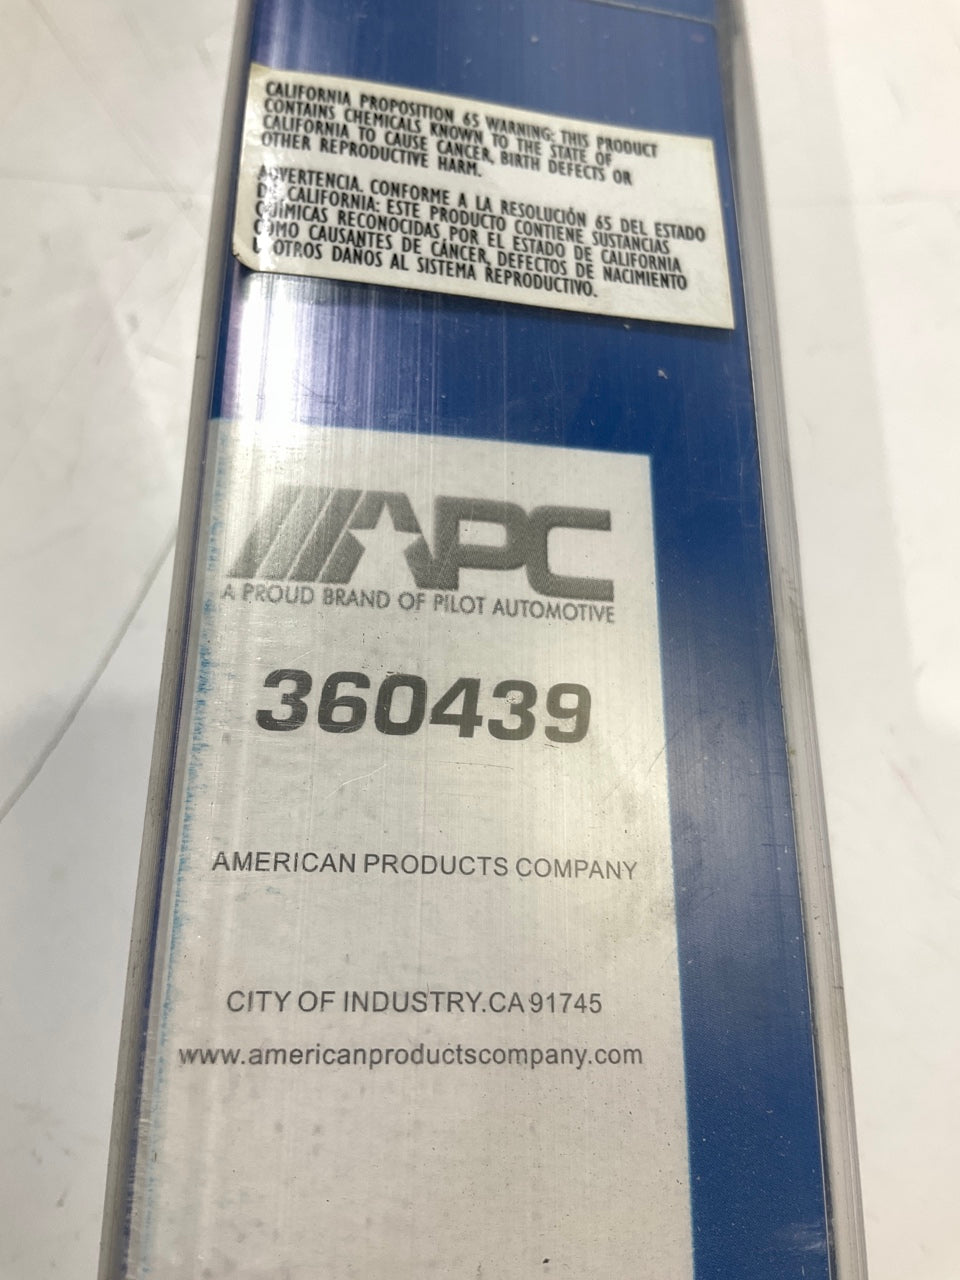 CALIFORNIA PROPOSITION 65 WARNING: THIS PRODUCT
CONTAINS CHEMICALS KNOWN TO THE STATE OF
CALIFORNIA TO CAUSE CANCER, BIRTH DEFECTS OR
OTHER REPRODUCTIVE HARM.
ADVERTENCIA. CONFORME A LA RESOLUCIÓN 65 DEL ESTADO
DE CALIFORNIA: ESTE PRODUCTO CONTIENE SUSTANCIAS
QUÍMICAS RECONOCIDAS POR EL ESTADO DE CALIFORNIA
COMO CAUSANTES DE CÁNCER, DEFECTOS DE NACIMIENTO
OTROS DAÑOS AL SISTEMA REPRODUCTIVO.
APC
A PROUD BRAND OF PILOT AUTOMOTIVE
360439
AMERICAN PRODUCTS COMPANY
CITY OF INDUSTRY.CA 91745
www.americanproductscompany.com